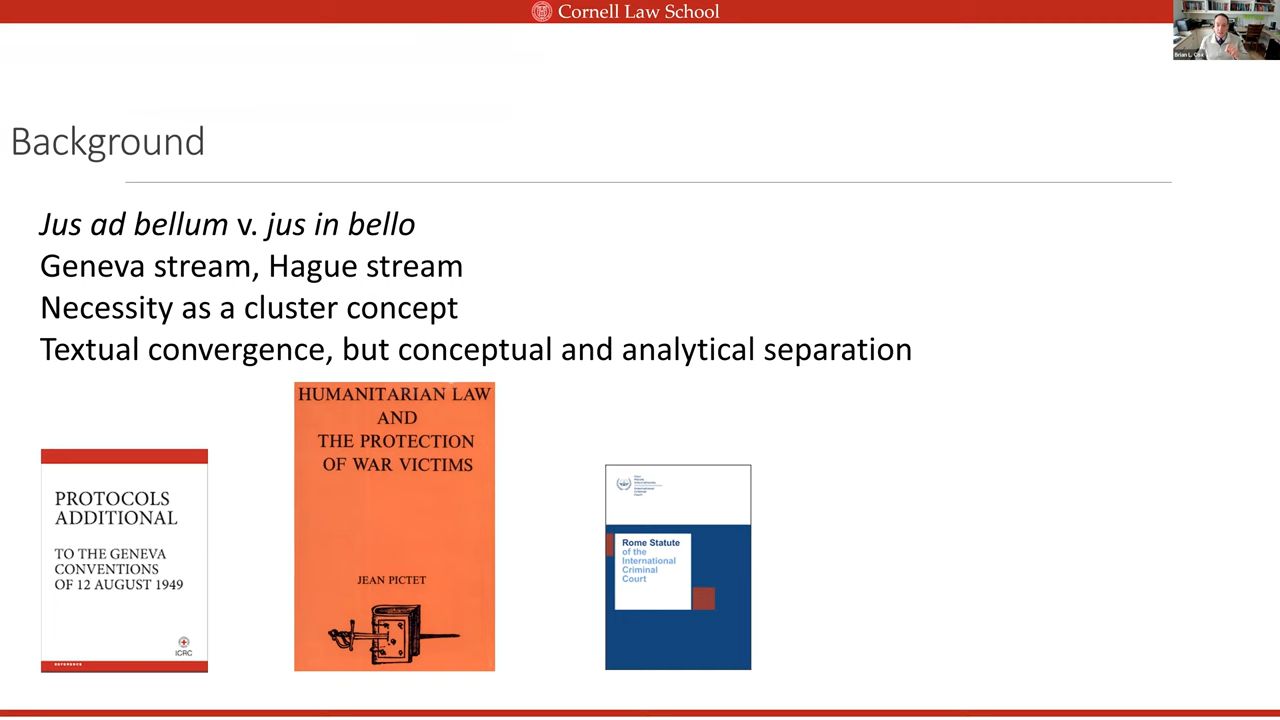 Cornell Law School
Background
Jus ad bellum v. jus in bello
Geneva stream, Hague stream
Necessity as a cluster concept
Textual convergence, but conceptual and analytical separation
PROTOCOLS
ADDITIONAL
TO THE GENEVA
CONVENTIONS
OF 12 AUGUST 1949
ICRC
REFERENCE
HUMANITARIAN LAW
AND
THE PROTECTION
OF WAR VICTIMS
JEAN PICTET
Rome Statute
of the
International
Criminal
Court